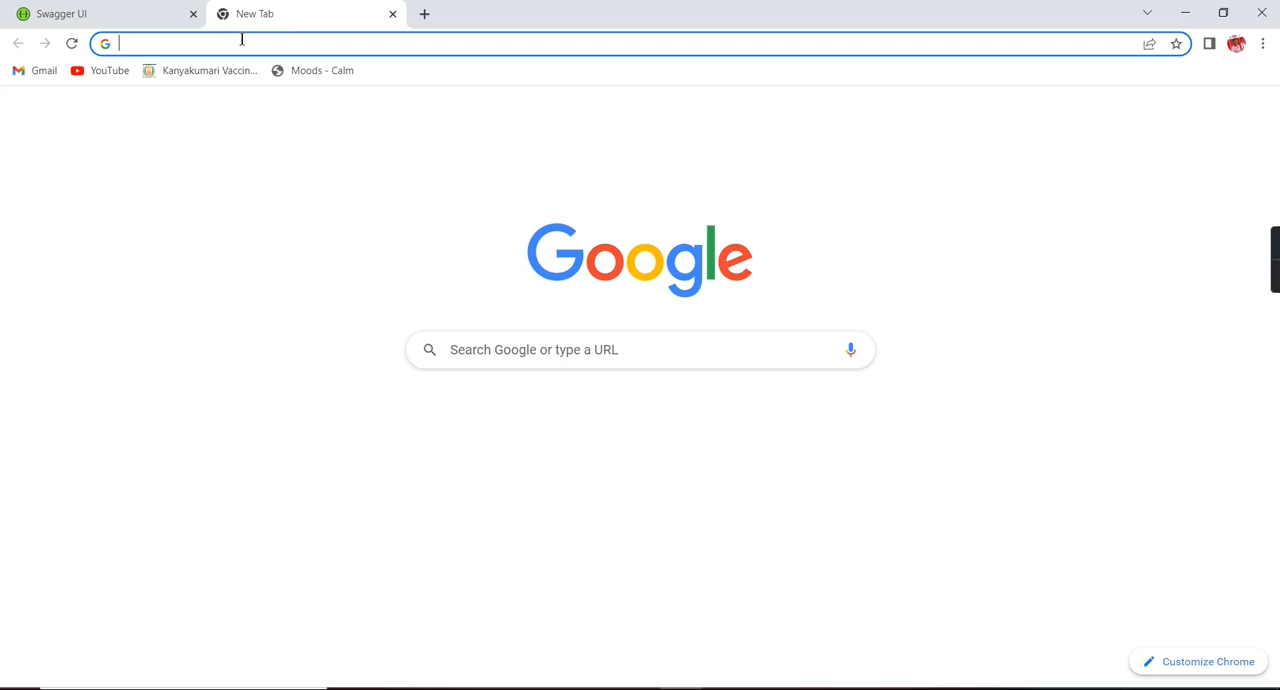 Swagger UI
New Tab
Gmail YouTube Kanyakumari Vaccin... Moods - Calm
Google
Search Google or type a URL
Customize Chrome